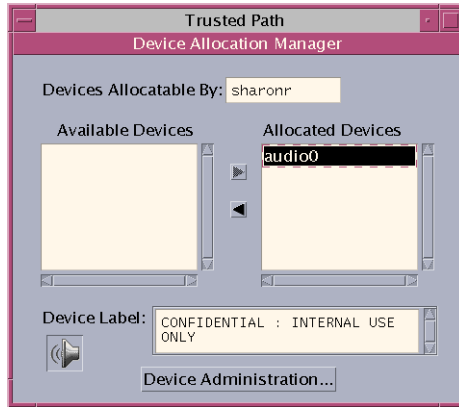 Trusted Path
Device Allocation Manager
Devices Allocatable By: sharonr
Available Devices
Allocated Devices
audio0
Device Label: CONFIDENTIAL : INTERNAL USE
ONLY
Device Administration...